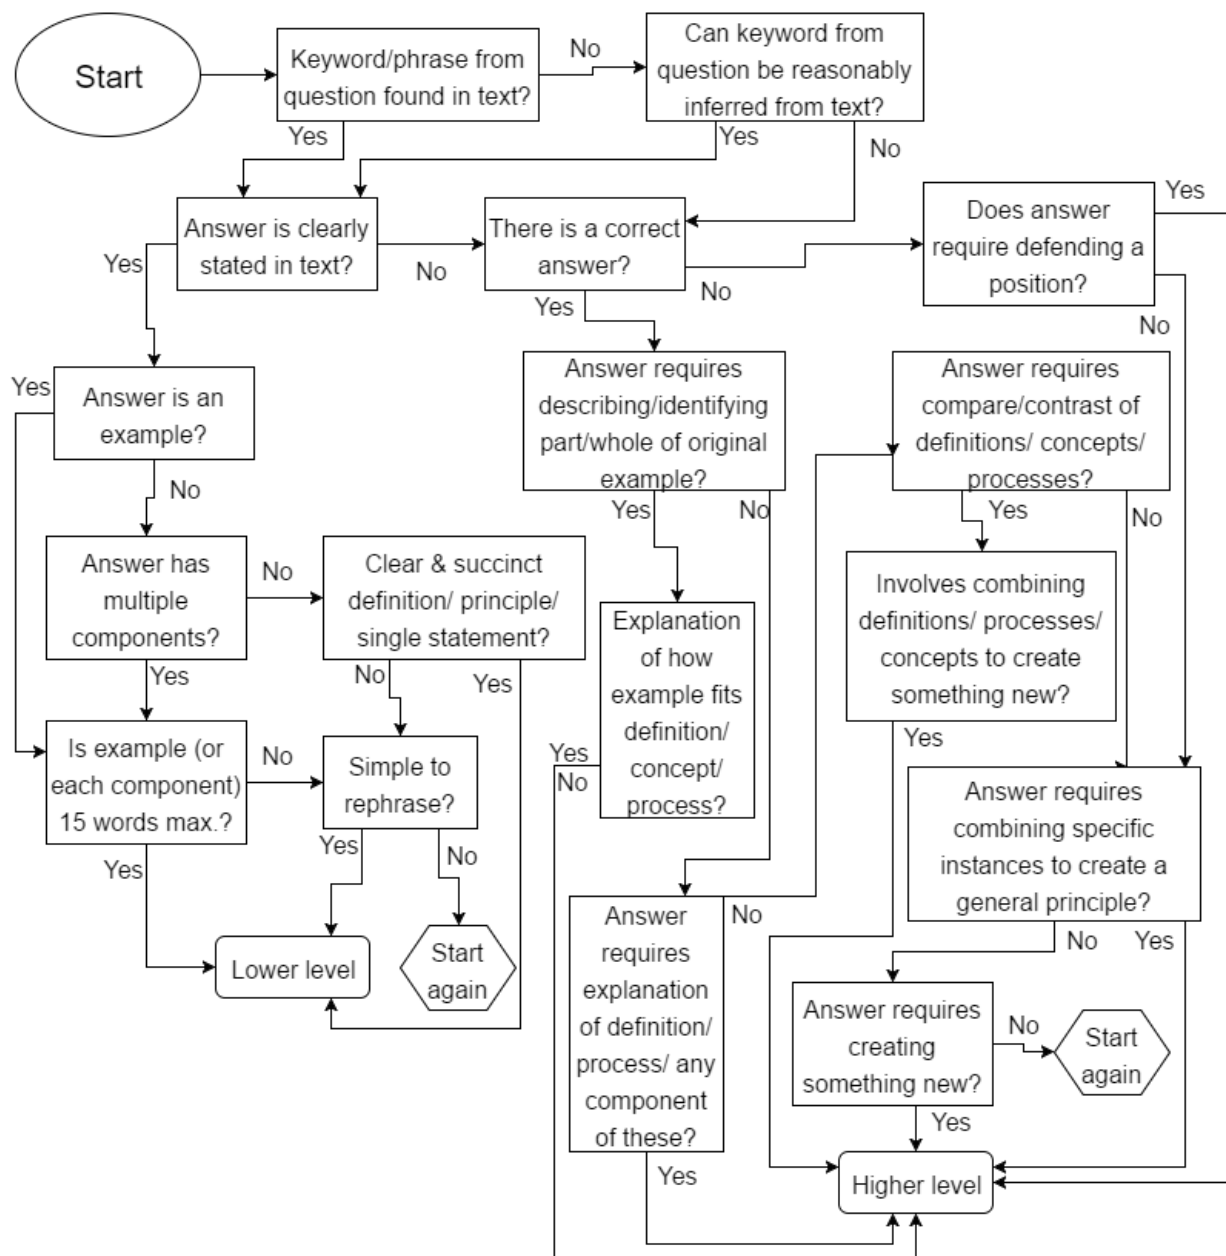 Start
Keyword/phrase from
question found in text?
No
Can keyword from
question be reasonably
inferred from text?
Yes
Yes
No
Answer is clearly
stated in text?
Yes
No
There is a correct
answer?
Yes
No
Does answer
require defending a
position?
Yes
No
Answer is an
example?
Yes
No
Answer requires
describing/identifying
part/whole of original
example?
Yes
No
Answer requires
compare/contrast of
definitions/ concepts/
processes?
Yes
No
Answer has
multiple
components?
No
Yes
Clear & succinct
definition/ principle/
single statement?
No
Yes
Explanation
of how
example fits
definition/
concept/
process?
Yes
No
Involves combining
definitions/ processes/
concepts to create
something new?
Yes
Is example (or
each component)
15 words max.?
No
Yes
Simple to
rephrase?
Yes
No
Answer requires
combining specific
instances to create a
general principle?
No
Yes
Lower level
Start
again
Answer
requires
explanation
of definition/
process/ any
component
of these?
No
Yes
Answer requires
creating
something new?
No
Yes
Start
again
Higher level